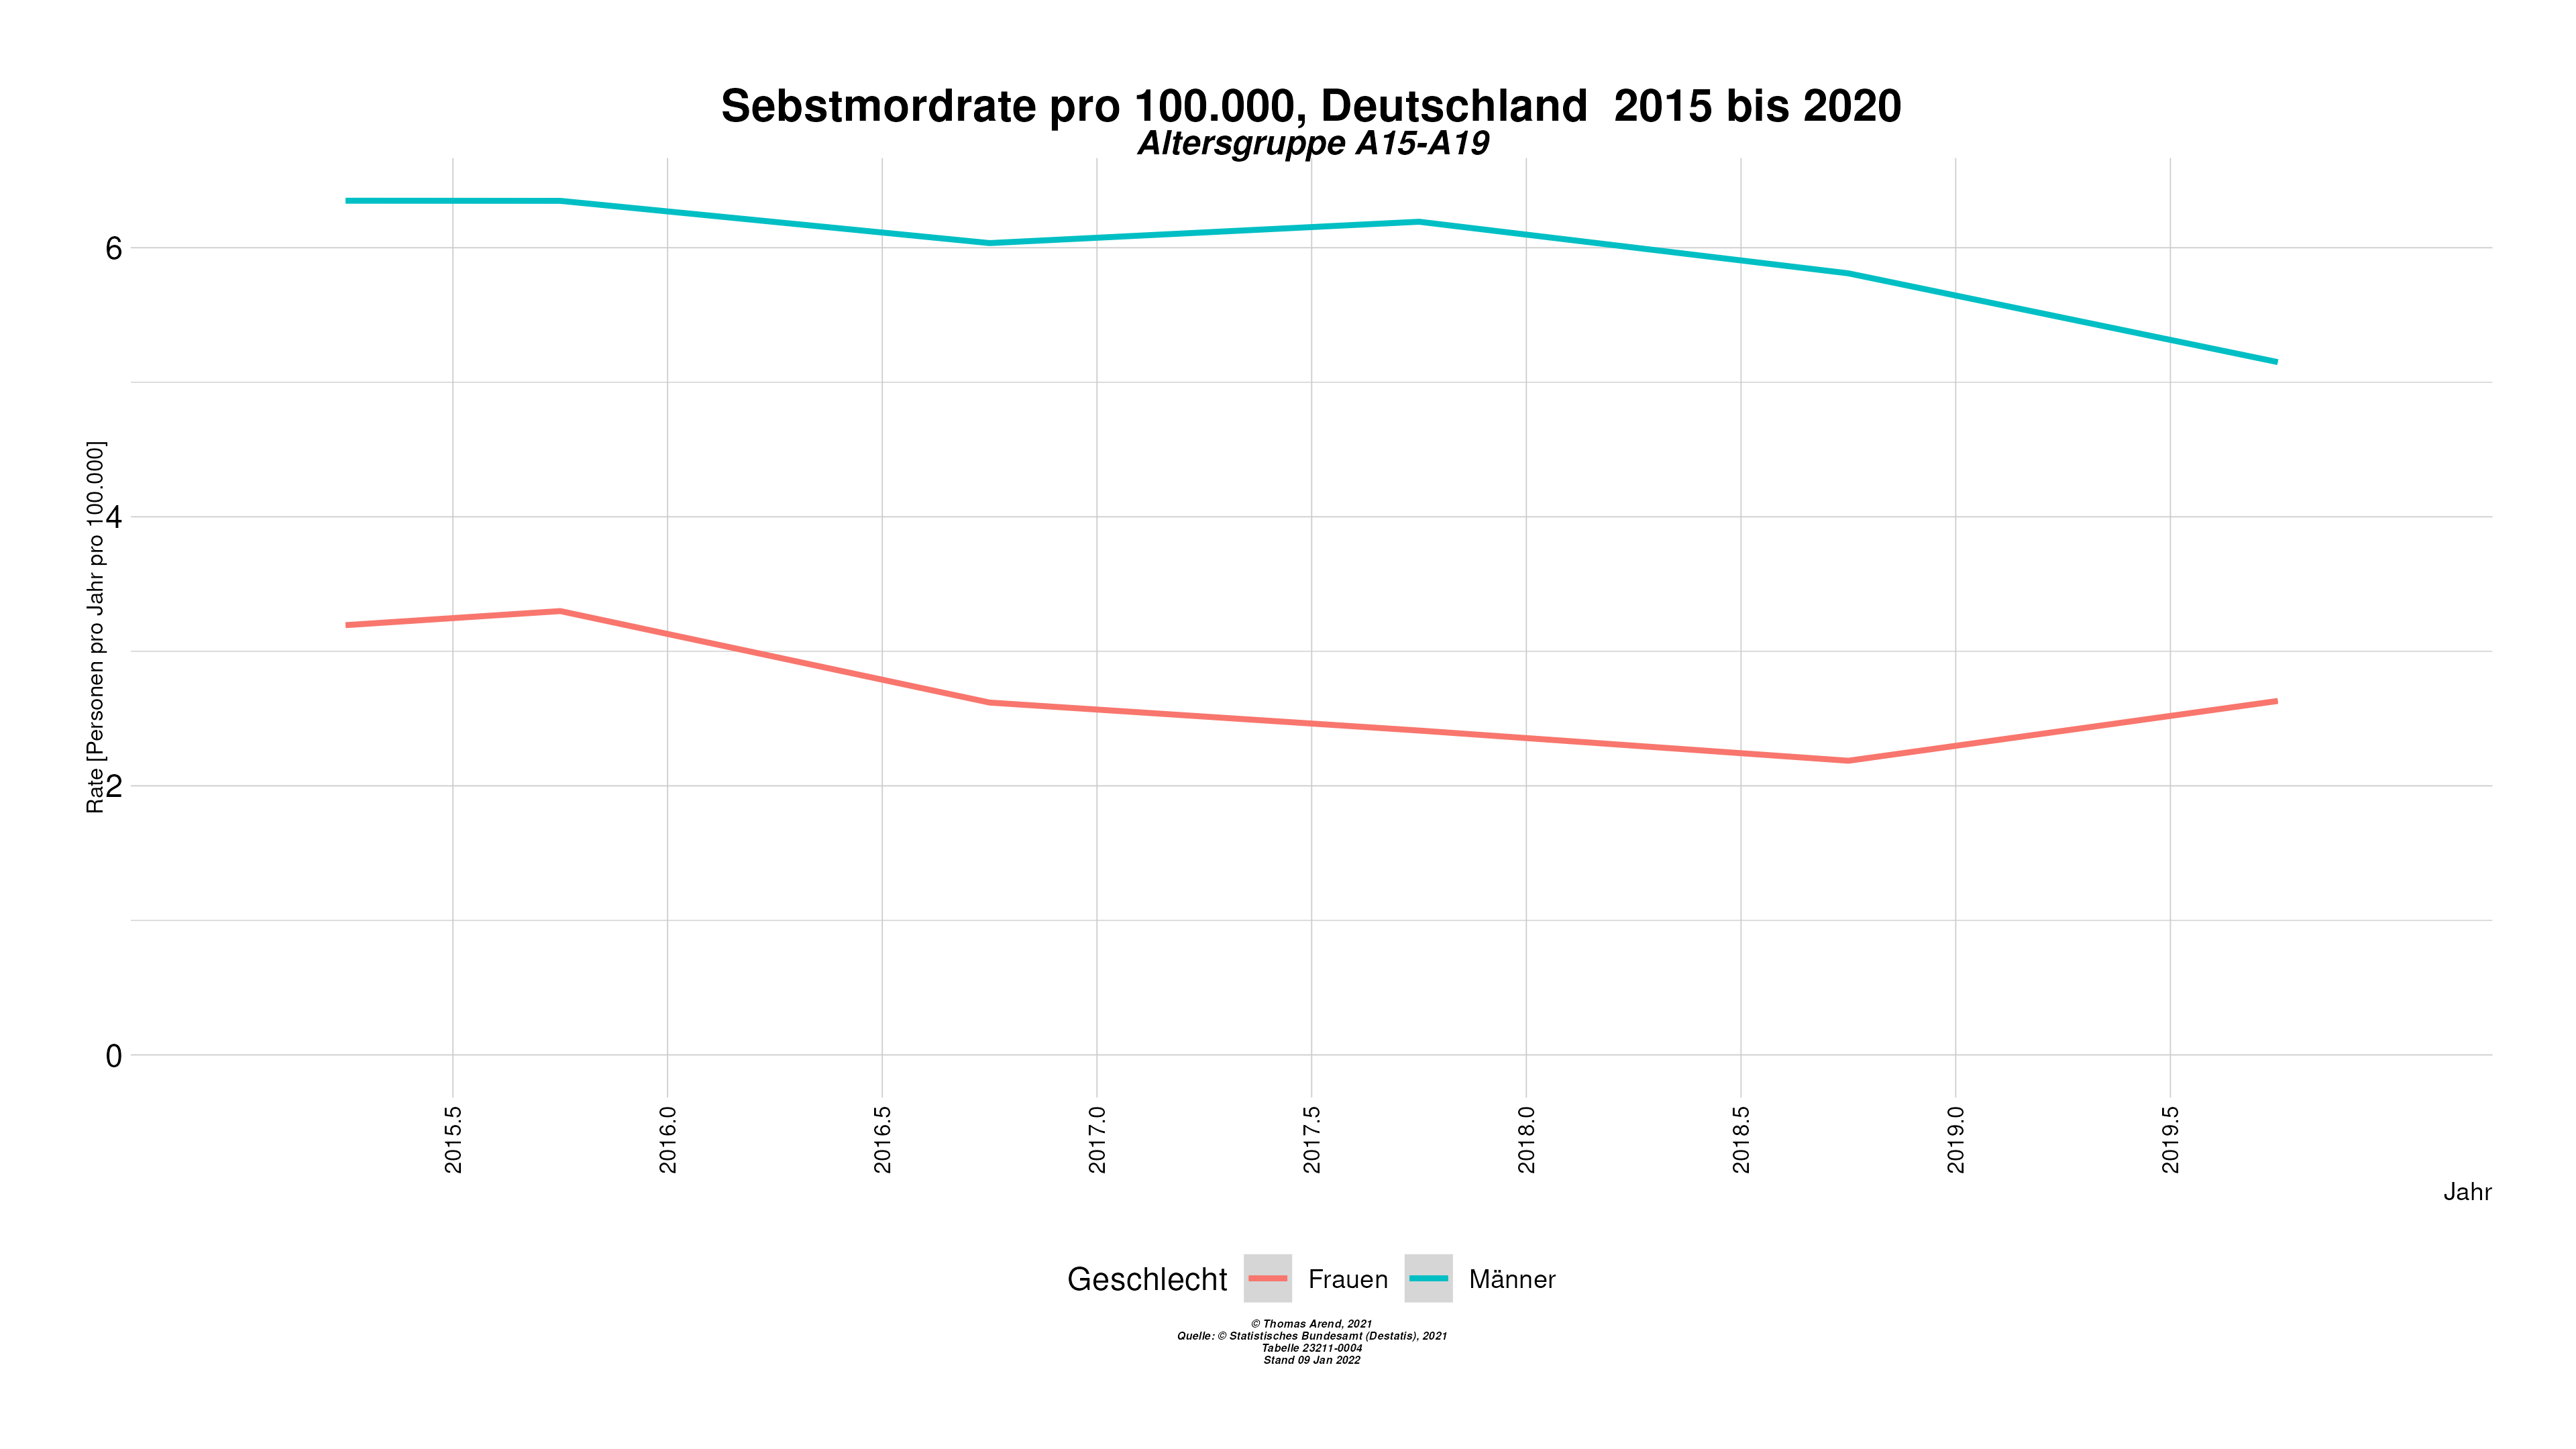 Sebstmordrate pro 100.000, Deutschland  2015 bis 2020
Altersgruppe A15-A19
Rate [Personen pro Jahr pro 100.000]
6
4
2
0
2015.5
2016.0
2016.5
2017.0
2017.5
2018.0
2018.5
2019.0
2019.5
Jahr
Geschlecht Frauen Männer
© Thomas Arend, 2021
Quelle: © Statistisches Bundesamt (Destatis), 2021
Tabelle 23211-0004
Stand 09 Jan 2022